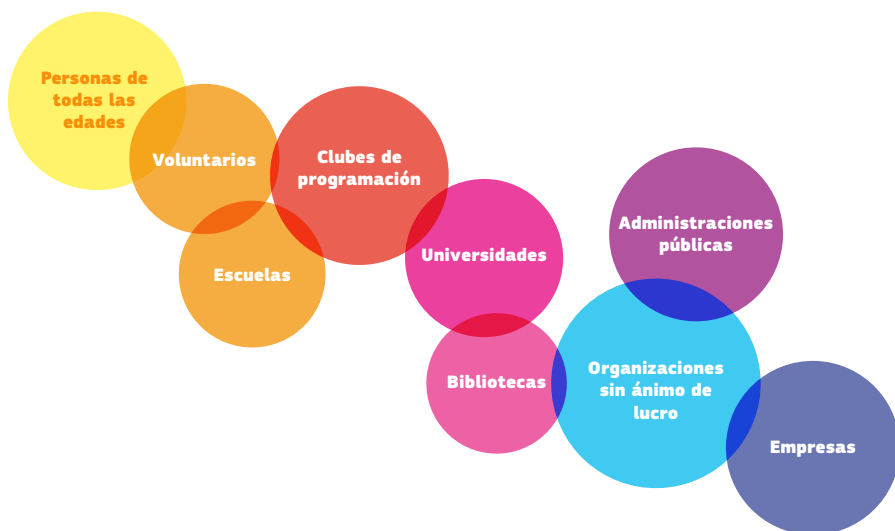 Personas de
todas las
edades
Voluntarios
Clubes de
programación
Escuelas
Universidades
Administraciones
públicas
Bibliotecas
Organizaciones
sin ánimo de
lucro
Empresas